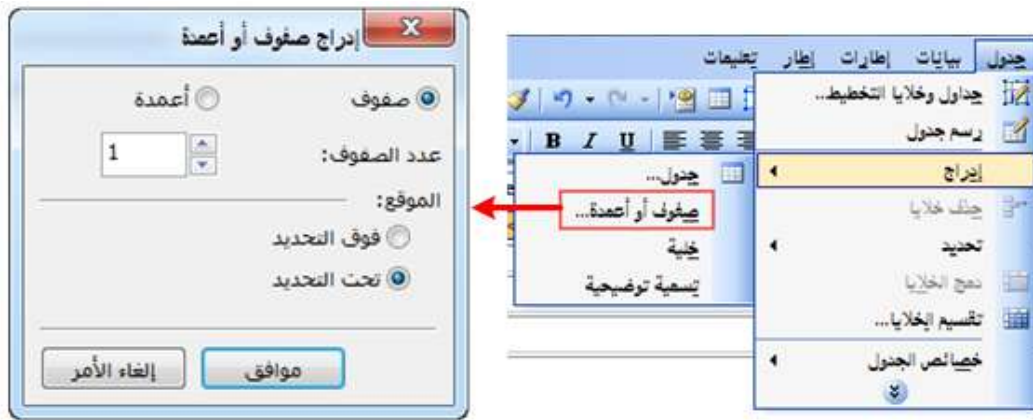 إدراج صفوف أو أعمدة
صفوف
أعمدة
عدد الصفوف:
1
الموقع:
فوق التحديد
تحت التحديد
موافق
إلغاء الأمر
جدول بيانات إطارات إطار تعليمات
جداول وخلايا التخطيط...
رسم جدول
إدراج
حذف خلايا
تحديد
دمج الخلايا
تقسيم الخلايا...
خصائص الجدول
B I U
جدول...
صفوف أو أعمدة...
خلية
تسمية توضيحية